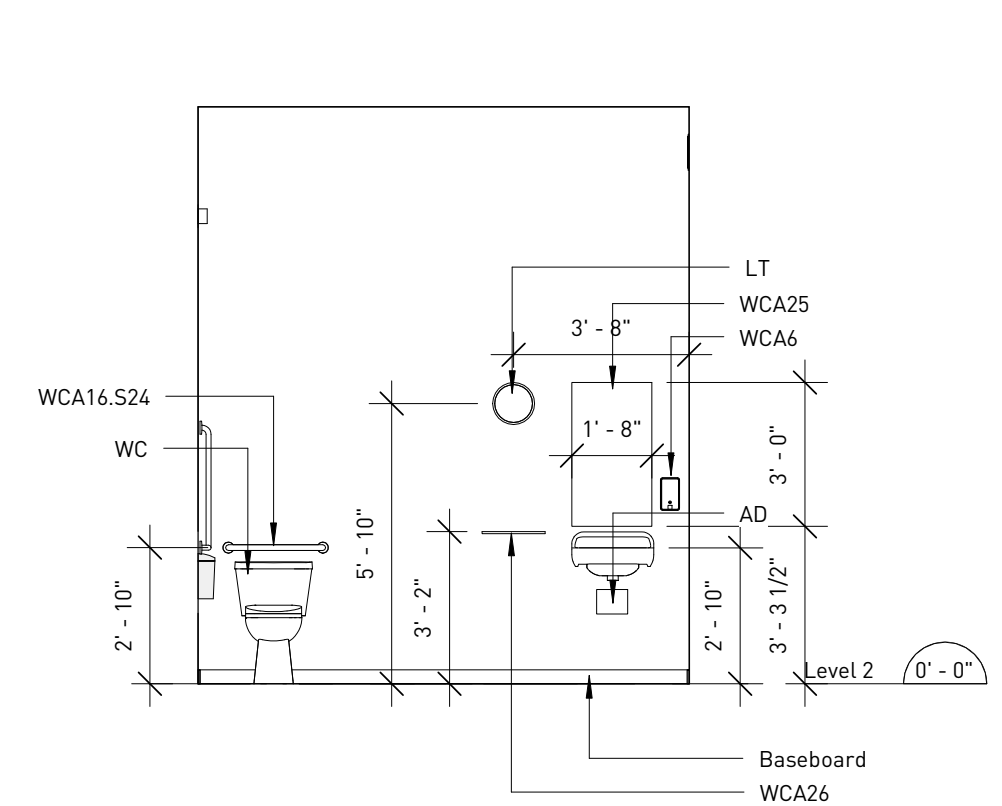 LT
WCA25
3' - 8"
WCA6
WCA16.S24
1' - 8"
WC
3' - 0"
AD
5' - 10"
2' - 10"
3' - 2"
2' - 10"
3' - 3 1/2"
Level 2
0' - 0"
Baseboard
WCA26